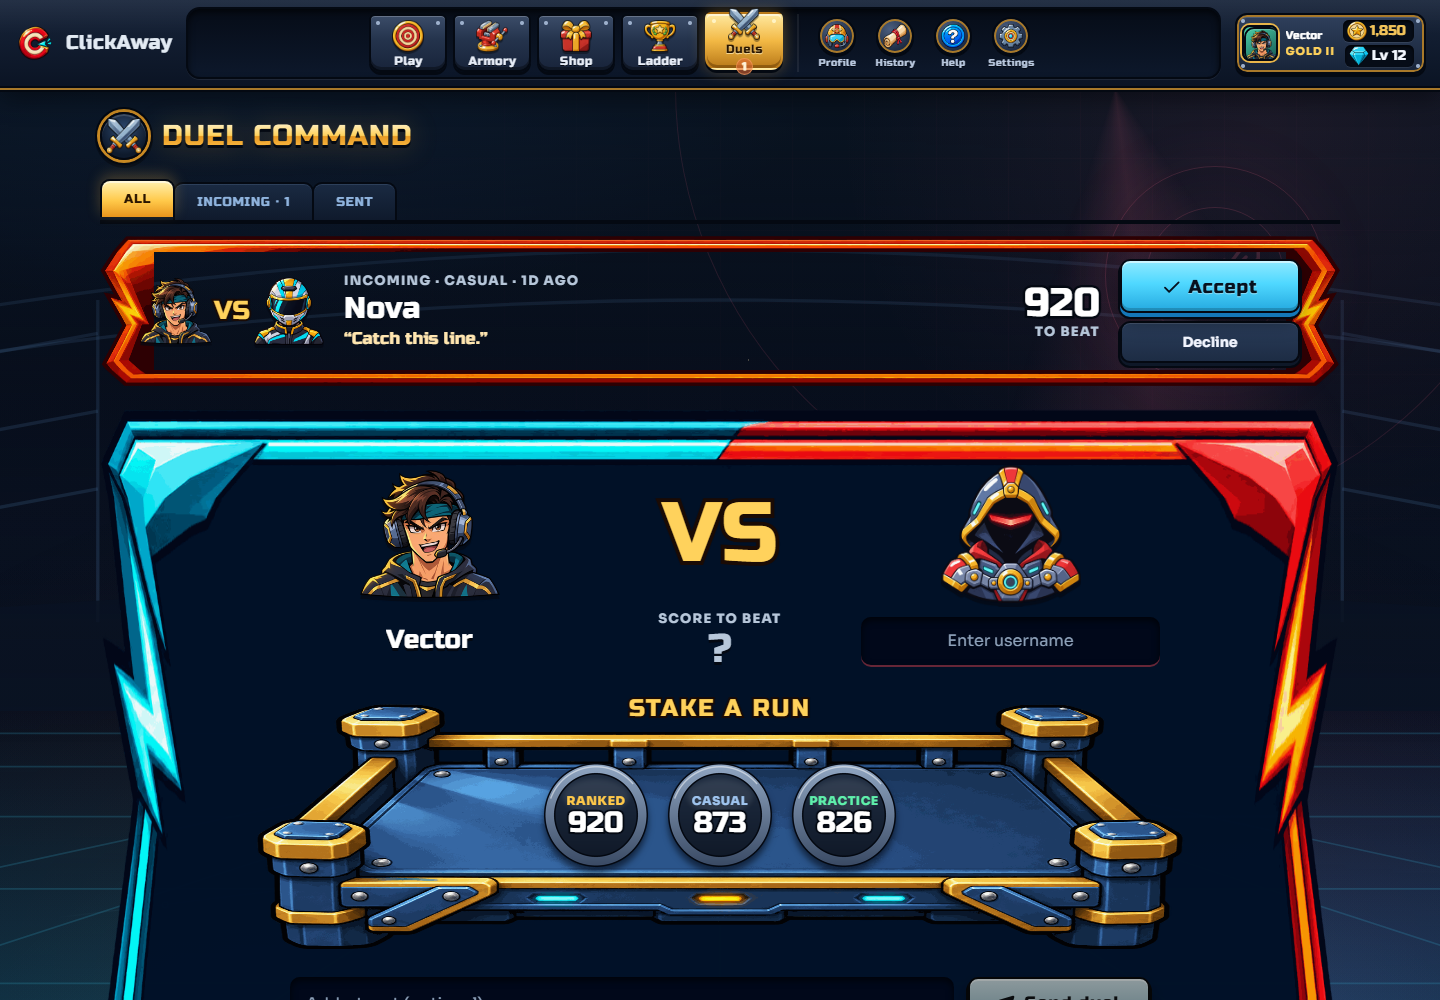 ClickAway
Play
Armory
Shop
Ladder
Duels
1
Profile
History
Help
Settings
Vector
GOLD II
1,850
Lv 12
DUEL COMMAND
ALL
INCOMING · 1
SENT
VS
INCOMING · CASUAL · 1D AGO
Nova
“Catch this line.”
920
TO BEAT
Accept
Decline
VS
Vector
SCORE TO BEAT
?
Enter username
STAKE A RUN
RANKED
920
CASUAL
873
PRACTICE
826